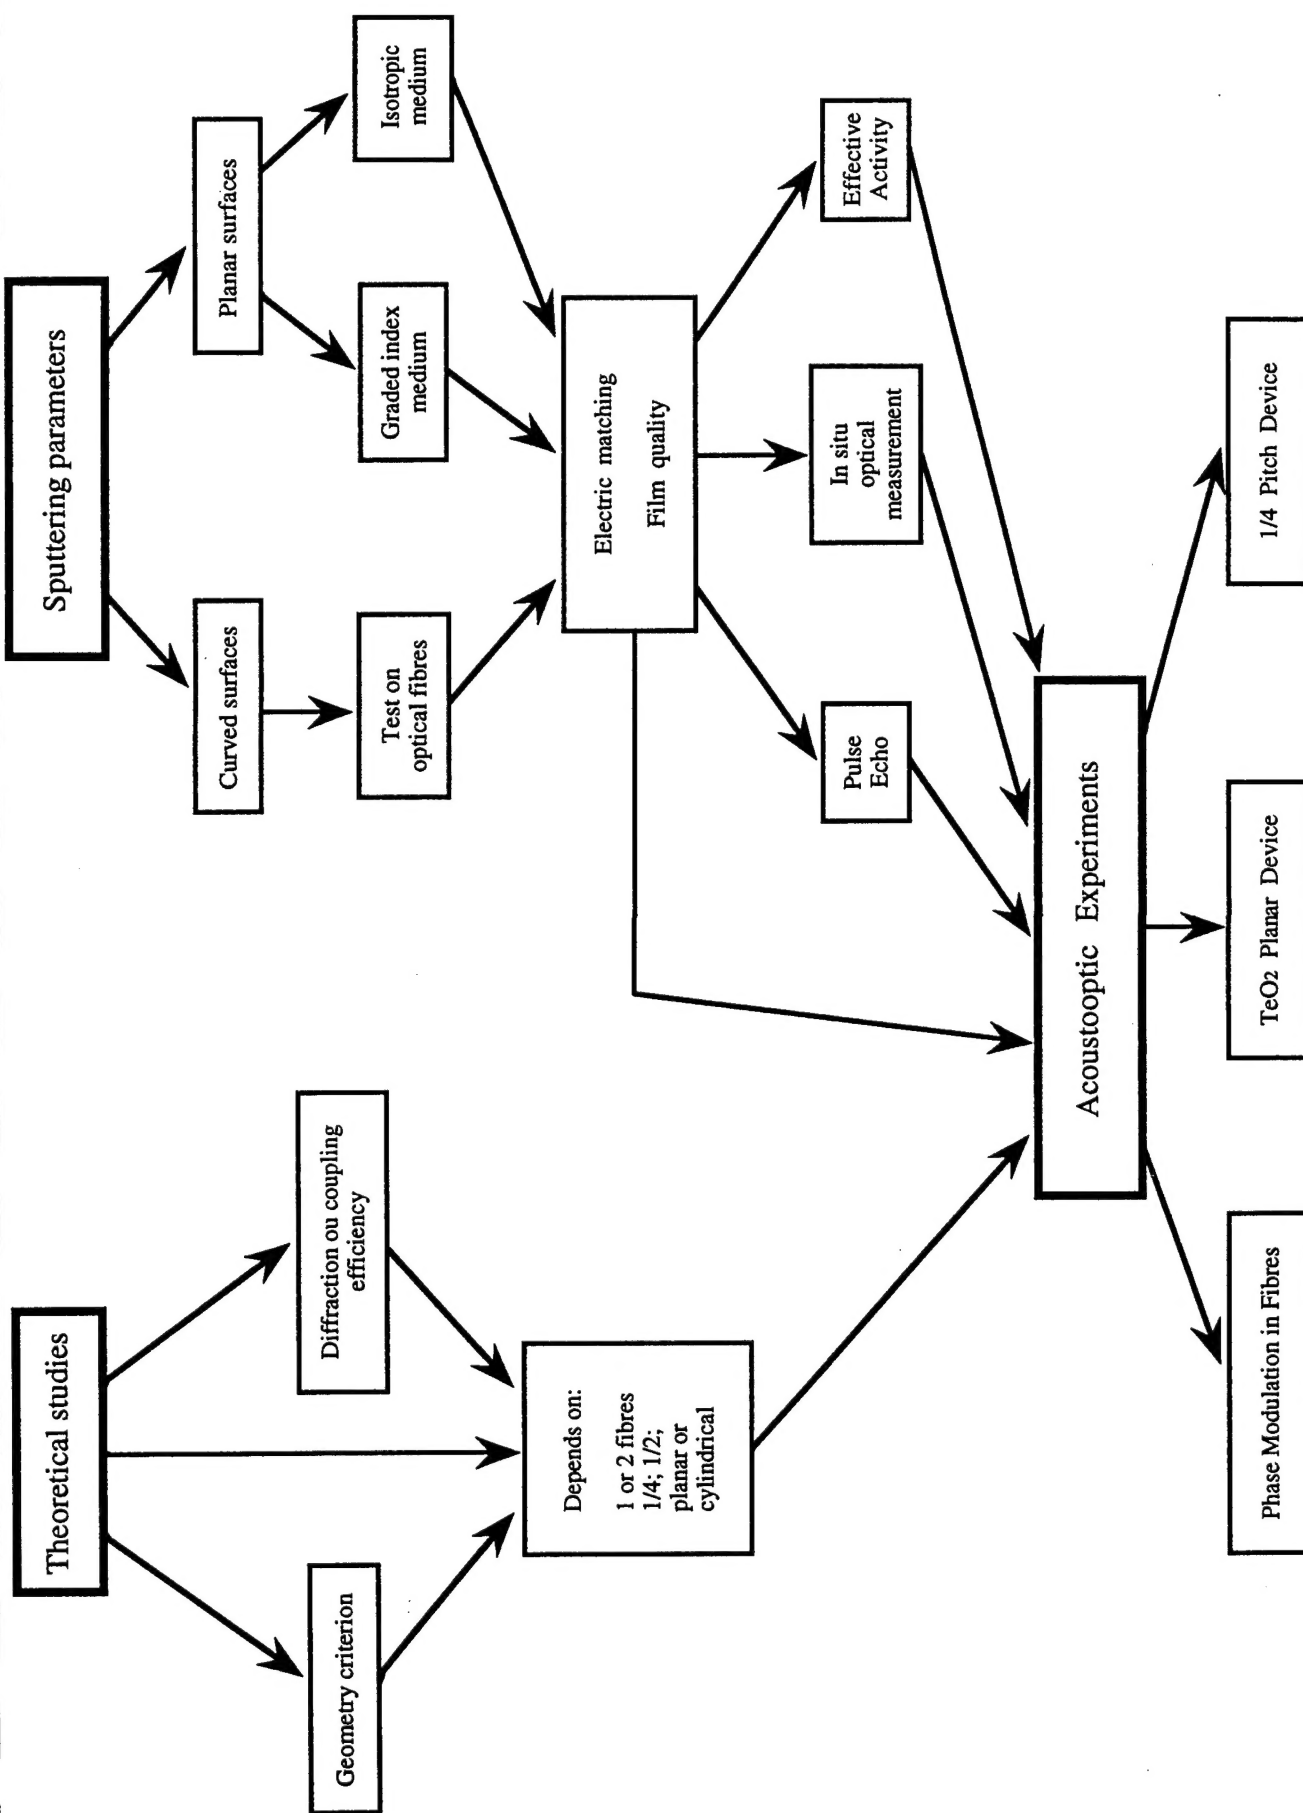 Theoretical studies
Sputtering parameters
Curved surfaces
Planar surfaces
Geometry criterion
Diffraction ou coupling
efficiency
Test on
optical fibres
Graded index
medium
Isotropic
medium
Depends on:
1 or 2 fibres
1/4; 1/2;
planar or
cylindrical
Electric matching
Film quality
Pulse
Echo
In situ
optical
measurement
Effective
Activity
Acoustooptic Experiments
Phase Modulation in Fibres
TeO2 Planar Device
1/4 Pitch Device